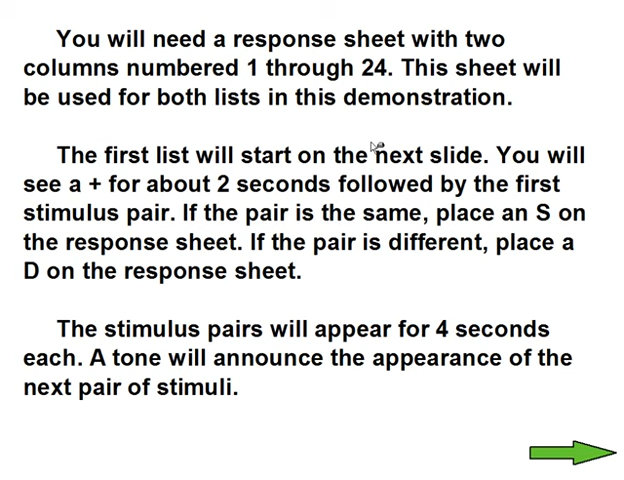 You will need a response sheet with two
columns numbered 1 through 24. This sheet will
be used for both lists in this demonstration.
The first list will start on the next slide. You will
see a + for about 2 seconds followed by the first
stimulus pair. If the pair is the same, place an S on
the response sheet. If the pair is different, place a
D on the response sheet.
The stimulus pairs will appear for 4 seconds
each. A tone will announce the appearance of the
next pair of stimuli.